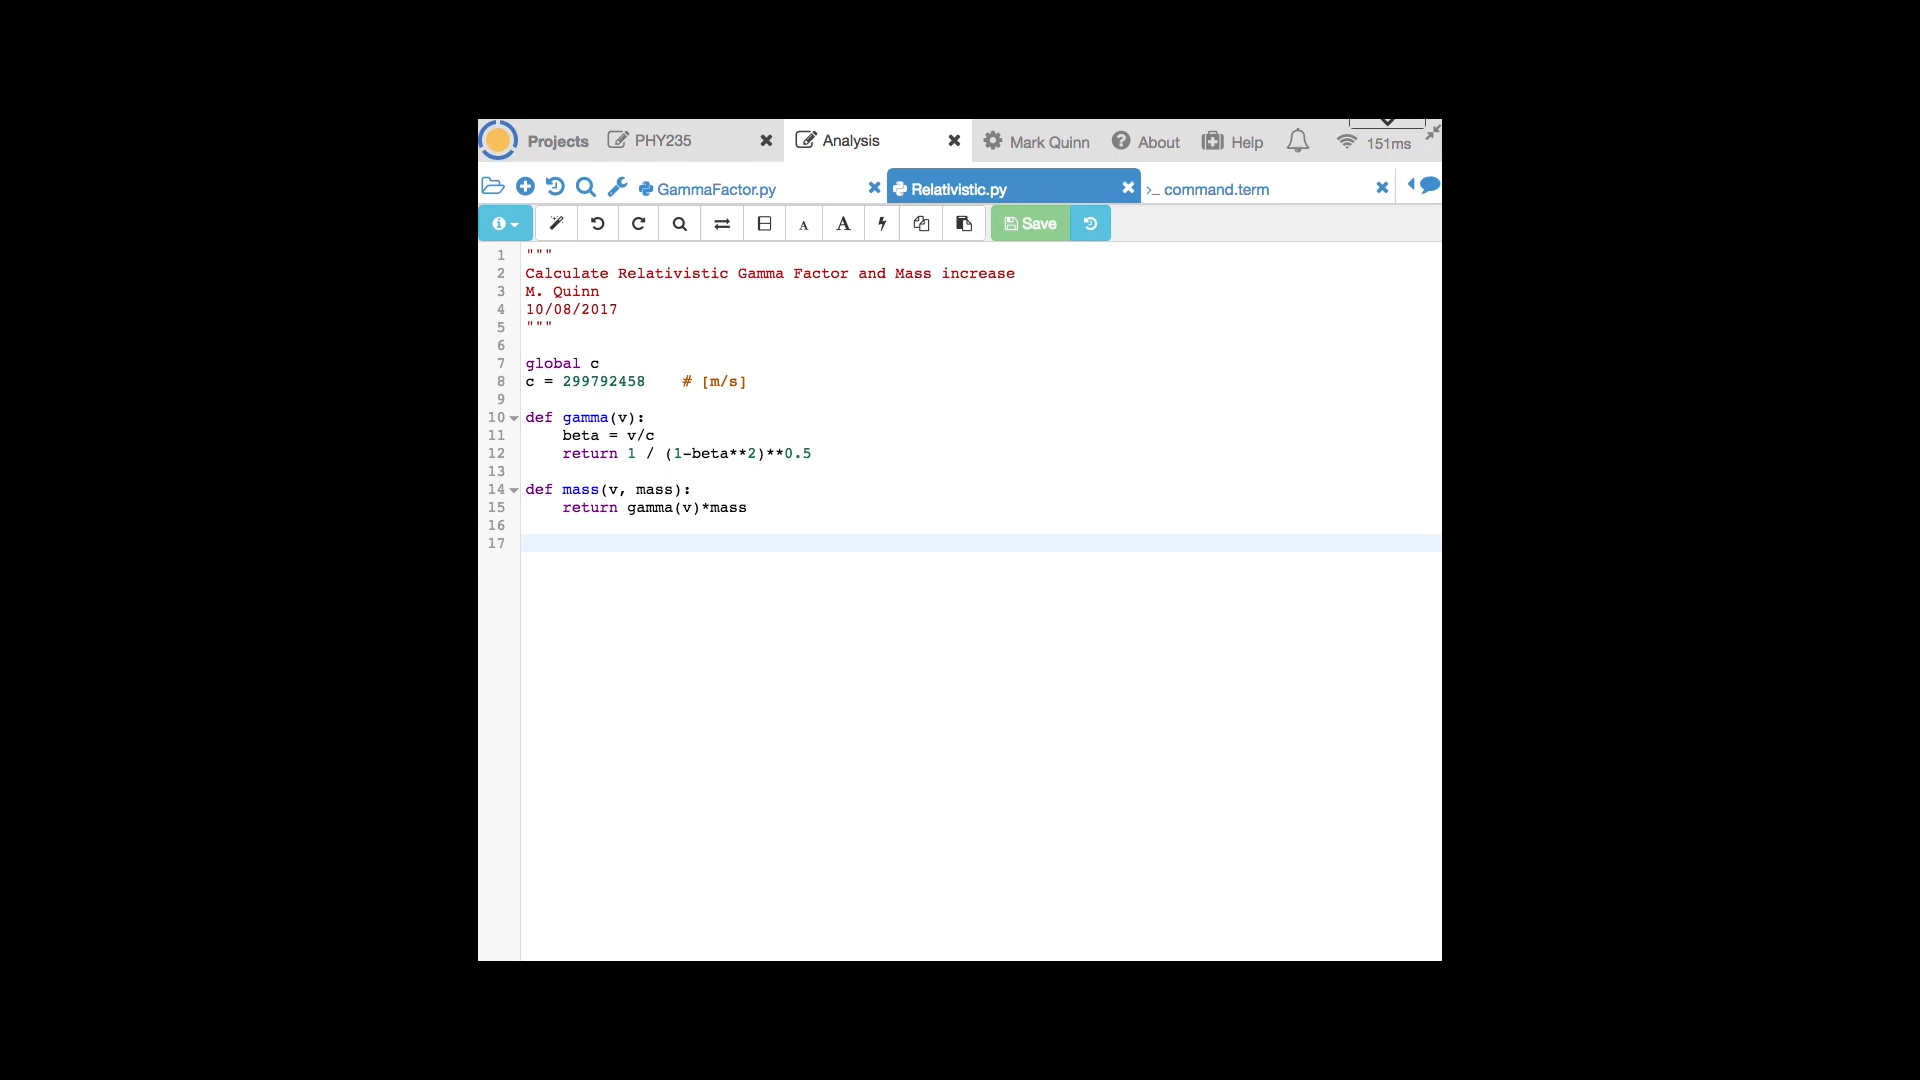 Projects PHY235 Analysis Mark Quinn About Help 151ms
GammaFactor.py Relativistic.py >_ command.term
A A Save
1 """
2 Calculate Relativistic Gamma Factor and Mass increase
3 M. Quinn
4 10/08/2017
5 """
6
7 global c
8 c = 299792458    # [m/s]
9
10 def gamma(v):
11     beta = v/c
12     return 1 / (1-beta**2)**0.5
13
14 def mass(v, mass):
15     return gamma(v)*mass
16
17